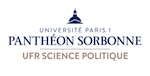 UNIVERSITÉ PARIS 1
PANTHÉON SORBONNE
UFR SCIENCE POLITIQUE